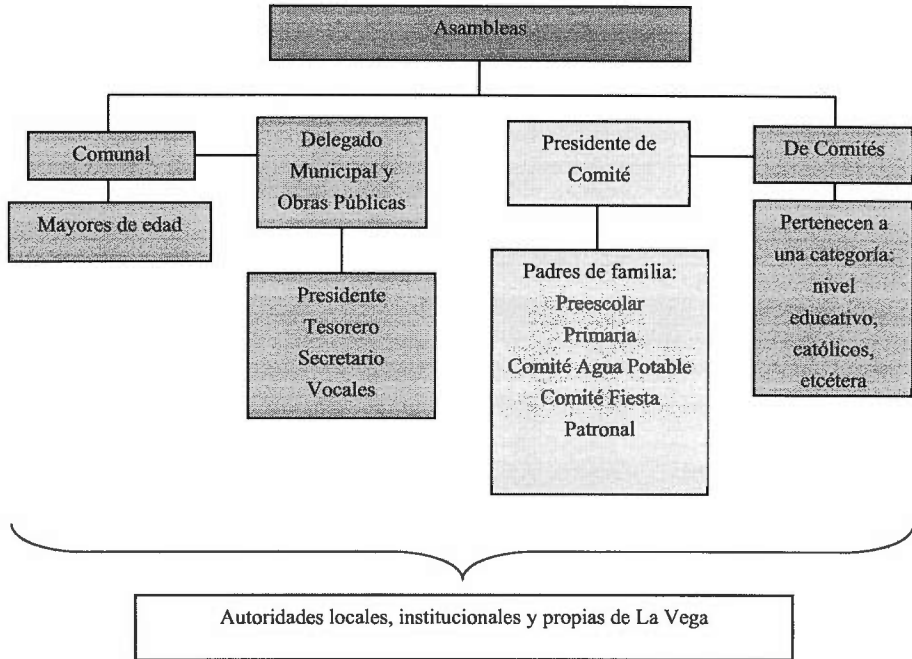 Asambleas
Comunal
Delegado
Municipal y
Obras Públicas
Presidente de
Comité
De Comités
Mayores de edad
Presidente
Tesorero
Secretario
Vocales
Padres de familia:
Preescolar
Primaria
Comité Agua Potable
Comité Fiesta
Patronal
Pertenecen a
una categoría:
nivel
educativo,
católicos,
etcétera
Autoridades locales, institucionales y propias de La Vega